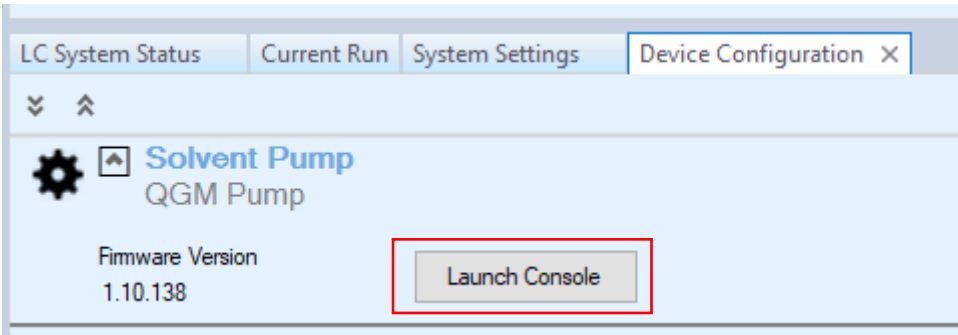 LC System Status Current Run System Settings Device Configuration
Solvent Pump
QGM Pump
Firmware Version
1.10.138
Launch Console